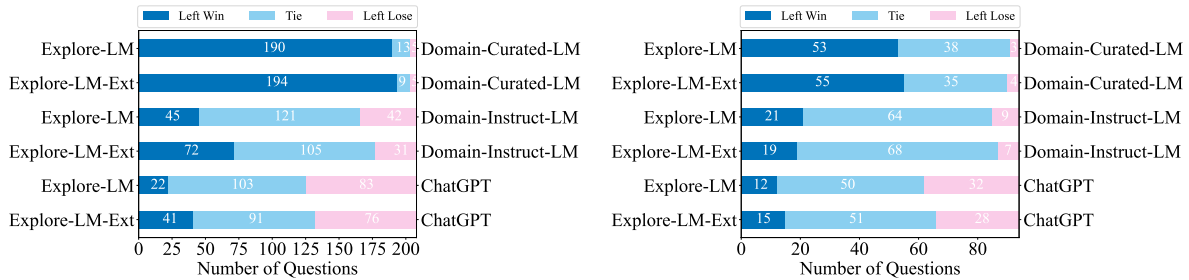 Left Win Tie Left Lose
Explore-LM 190 13 Domain-Curated-LM
Explore-LM-Ext 194 9 Domain-Curated-LM
Explore-LM 45 121 42 Domain-Instruct-LM
Explore-LM-Ext 72 105 31 Domain-Instruct-LM
Explore-LM 22 103 83 ChatGPT
Explore-LM-Ext 41 91 76 ChatGPT
0 25 50 75 100 125 150 175 200
Number of Questions
Left Win Tie Left Lose
Explore-LM 53 38 3 Domain-Curated-LM
Explore-LM-Ext 55 35 4 Domain-Curated-LM
Explore-LM 21 64 9 Domain-Instruct-LM
Explore-LM-Ext 19 68 7 Domain-Instruct-LM
Explore-LM 12 50 32 ChatGPT
Explore-LM-Ext 15 51 28 ChatGPT
0 20 40 60 80
Number of Questions